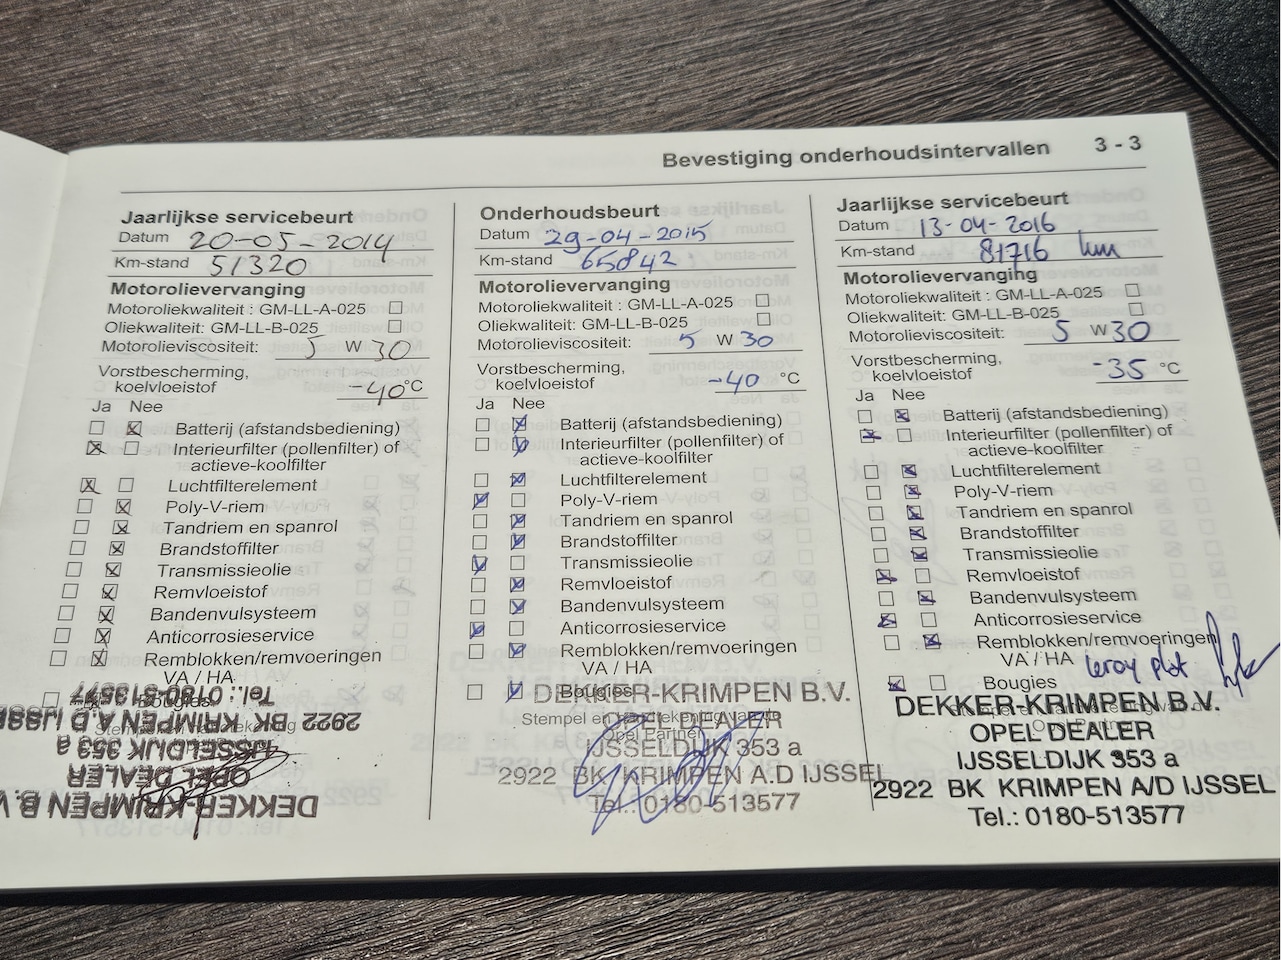 Bevestiging onderhoudsintervallen 3 - 3
Jaarlijkse servicebeurt
Datum 20-05-2014
Km-stand 51320
Motorolievervanging
Motoroliekwaliteit : GM-LL-A-025
Oliekwaliteit: GM-LL-B-025
Motorolieviscositeit: 5 W 30
Vorstbescherming,
koelvloeistof -40 °C
Ja Nee
Batterij (afstandsbediening)
Interieurfilter (pollenfilter) of
actieve-koolfilter
Luchtfilterelement
Poly-V-riem
Tandriem en spanrol
Brandstoffilter
Transmissieolie
Remvloeistof
Bandenvulsysteem
Anticorrosieservice
Remblokken/remvoeringen
VA / HA
Bougies
DEKKER-KRIMPEN B.V.
OPEL DEALER
IJSSELDIJK 353 a
2922 BK KRIMPEN A.D IJSSE
Tel.: 0180-513577
Onderhoudsbeurt
Datum 29-04-2015
Km-stand 65842
Motorolievervanging
Motoroliekwaliteit : GM-LL-A-025
Oliekwaliteit: GM-LL-B-025
Motorolieviscositeit: 5 W 30
Vorstbescherming,
koelvloeistof -40 °C
Ja Nee
Batterij (afstandsbediening)
Interieurfilter (pollenfilter) of
actieve-koolfilter
Luchtfilterelement
Poly-V-riem
Tandriem en spanrol
Brandstoffilter
Transmissieolie
Remvloeistof
Bandenvulsysteem
Anticorrosieservice
Remblokken/remvoeringen
VA / HA
Bougies
Stempel en
Opel Partner
DEKKER-KRIMPEN B.V.
OPEL DEALER
IJSSELDIJK 353 a
2922 BK KRIMPEN A.D IJSSEL
Tel.: 0180-513577
Jaarlijkse servicebeurt
Datum 13-04-2016
Km-stand 81716 km
Motorolievervanging
Motoroliekwaliteit : GM-LL-A-025
Oliekwaliteit: GM-LL-B-025
Motorolieviscositeit: 5 W 30
Vorstbescherming,
koelvloeistof -35 °C
Ja Nee
Batterij (afstandsbediening)
Interieurfilter (pollenfilter) of
actieve-koolfilter
Luchtfilterelement
Poly-V-riem
Tandriem en spanrol
Brandstoffilter
Transmissieolie
Remvloeistof
Bandenvulsysteem
Anticorrosieservice
Remblokken/remvoeringen
VA / HA
Bougies
DEKKER-KRIMPEN B.V.
OPEL DEALER
IJSSELDIJK 353 a
2922 BK KRIMPEN A/D IJSSEL
Tel.: 0180-513577